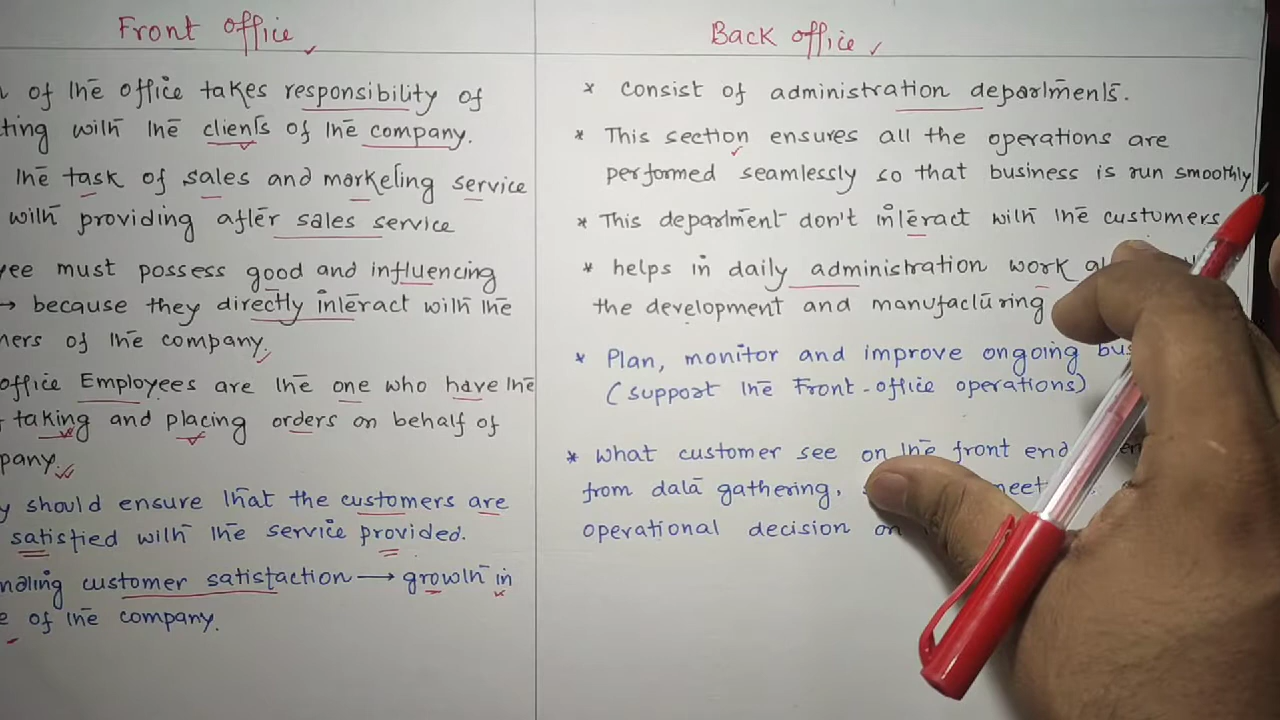 Front office
of the office takes responsibility of
ting with the clients of the company.
the task of sales and marketing service
with providing after sales service
yee must possess good and influencing
→ because they directly interact with the
mers of the company.
office Employees are the one who have the
taking and placing orders on behalf of
pany.
y should ensure that the customers are
satisfied with the service provided.
ndling customer satisfaction → growth in
e of the company.
Back office
* consist of administration departments.
* This section ensures all the operations are
performed seamlessly so that business is run smoothly
* This department don't interact with the customers
* helps in daily administration work
the development and manufacturing
* Plan, monitor and improve ongoing bus
(support the Front-office operations)
* what customer see on the front end
from data gathering, meet
operational decision on